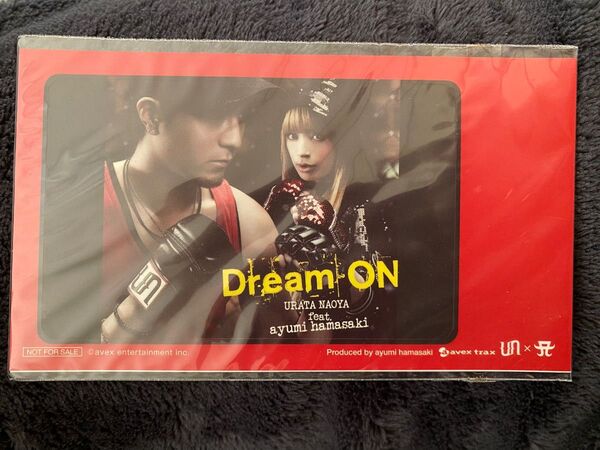 Dream ON
URATA NAOYA
feat.
ayumi hamasaki
NOT FOR SALE ©avex entertainment inc.
Produced by ayumi hamasaki avex trax UN × A